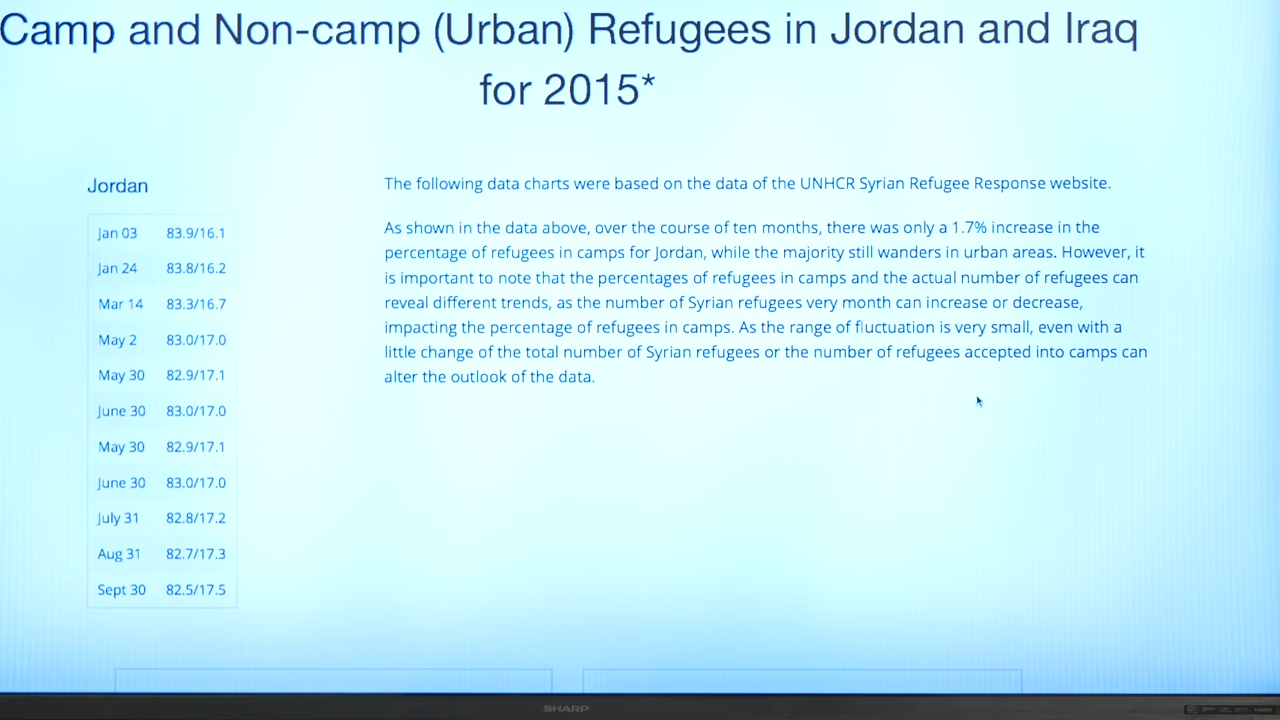 Camp and Non-camp (Urban) Refugees in Jordan and Iraq
for 2015*
Jordan
Jan 03 83.9/16.1
Jan 24 83.8/16.2
Mar 14 83.3/16.7
May 2 83.0/17.0
May 30 82.9/17.1
June 30 83.0/17.0
May 30 82.9/17.1
June 30 83.0/17.0
July 31 82.8/17.2
Aug 31 82.7/17.3
Sept 30 82.5/17.5
The following data charts were based on the data of the UNHCR Syrian Refugee Response website.
As shown in the data above, over the course of ten months, there was only a 1.7% increase in the
percentage of refugees in camps for Jordan, while the majority still wanders in urban areas. However, it
is important to note that the percentages of refugees in camps and the actual number of refugees can
reveal different trends, as the number of Syrian refugees very month can increase or decrease,
impacting the percentage of refugees in camps. As the range of fluctuation is very small, even with a
little change of the total number of Syrian refugees or the number of refugees accepted into camps can
alter the outlook of the data.
SHARP